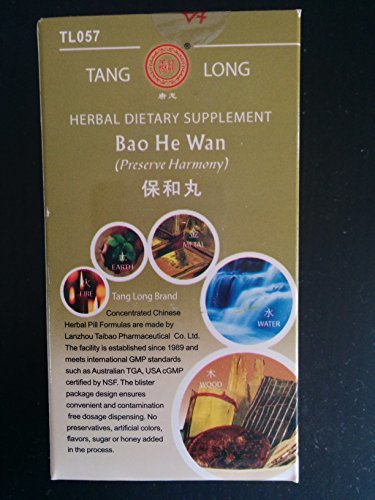 TL057
TANG LONG
唐龙
HERBAL DIETARY SUPPLEMENT
Bao He Wan
(Preserve Harmony)
保和丸
金
METAL
土
EARTH
火
FIRE
水
WATER
木
WOOD
Tang Long Brand
Concentrated Chinese
Herbal Pill Formulas are made by
Lanzhou Taibao Pharmaceutical Co. Ltd.
The facility is established since 1989 and
meets international GMP standards
such as Australian TGA, USA cGMP
certified by NSF. The blister
package design ensures
convenient and contamination
free dosage dispensing. No
preservatives, artificial colors,
flavors, sugar or honey added
in the process.